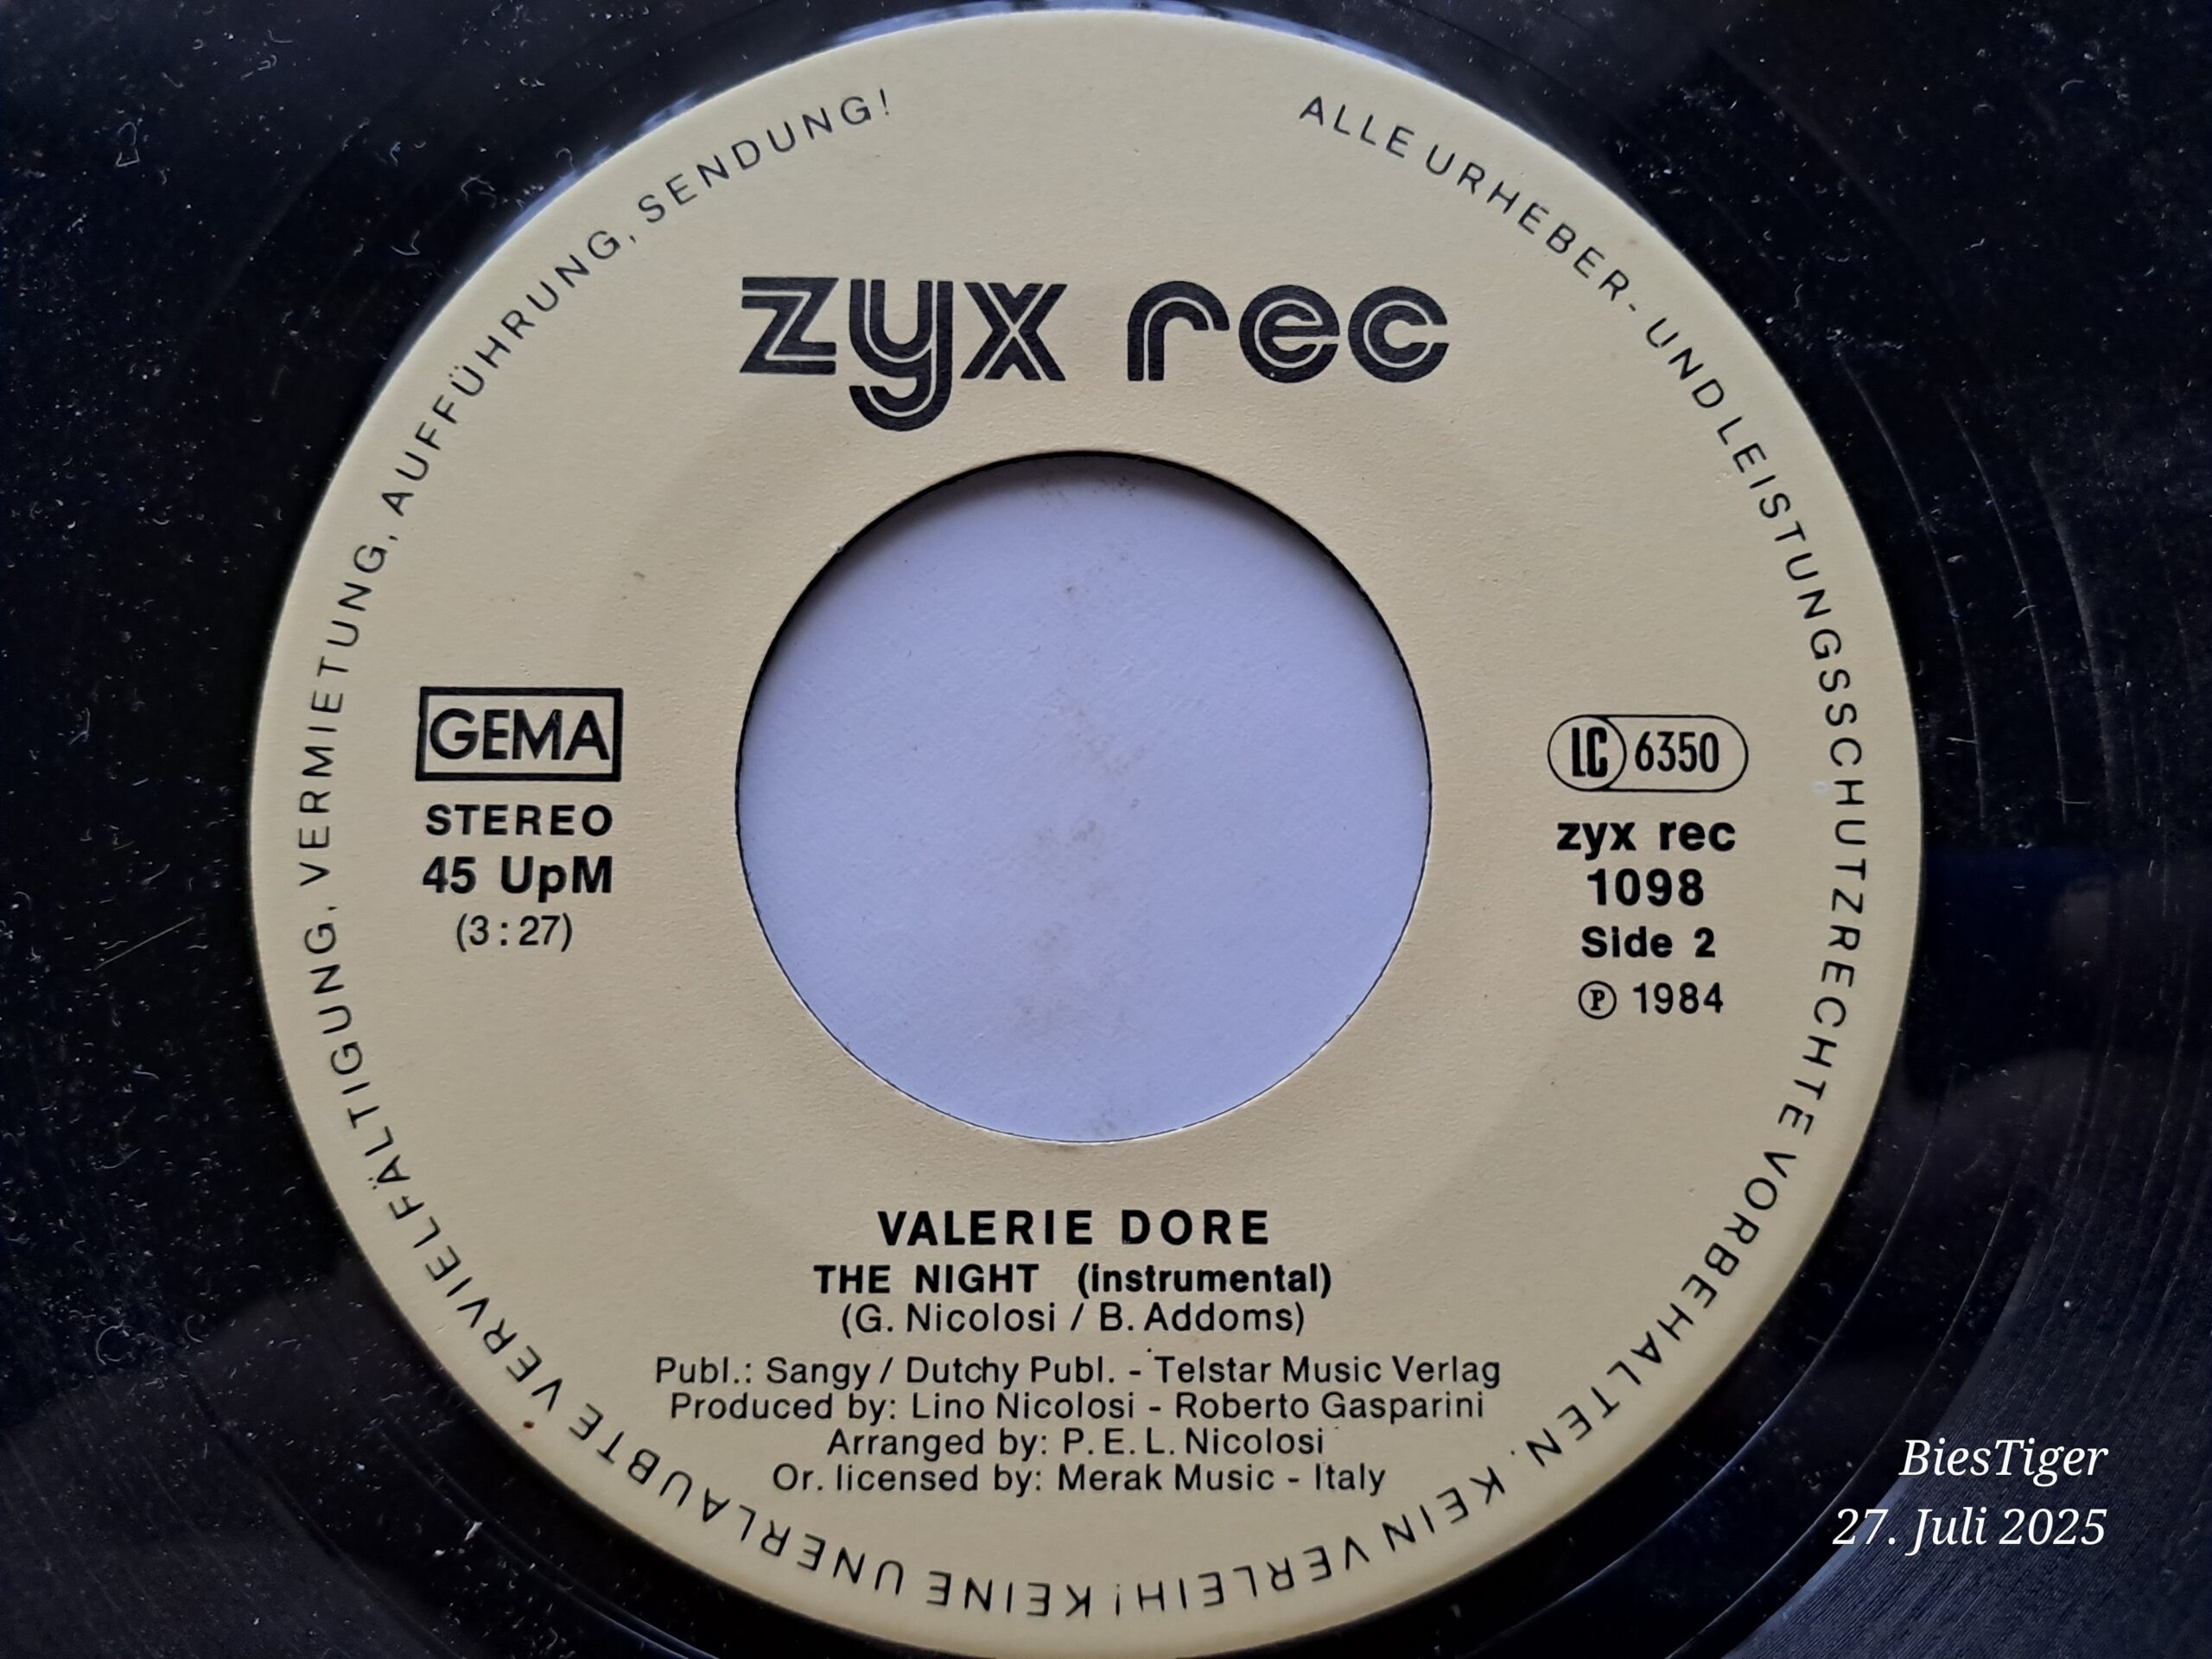 ALLE URHEBER- UND LEISTUNGSSCHUTZRECHTE VORBEHALTEN. KEIN VERLEIH! KEINE UNERLAUBTE VERVIELFÄLTIGUNG, VERMIETUNG, AUFFÜHRUNG, SENDUNG!
zyx rec
GEMA
STEREO
45 UpM
(3:27)
LC 6350
zyx rec
1098
Side 2
Ⓟ 1984
VALERIE DORE
THE NIGHT (instrumental)
(G. Nicolosi / B. Addoms)
Publ.: Sangy / Dutchy Publ. - Telstar Music Verlag
Produced by: Lino Nicolosi - Roberto Gasparini
Arranged by: P. E. L. Nicolosi
Or. licensed by: Merak Music - Italy
BiesTiger
27. Juli 2025